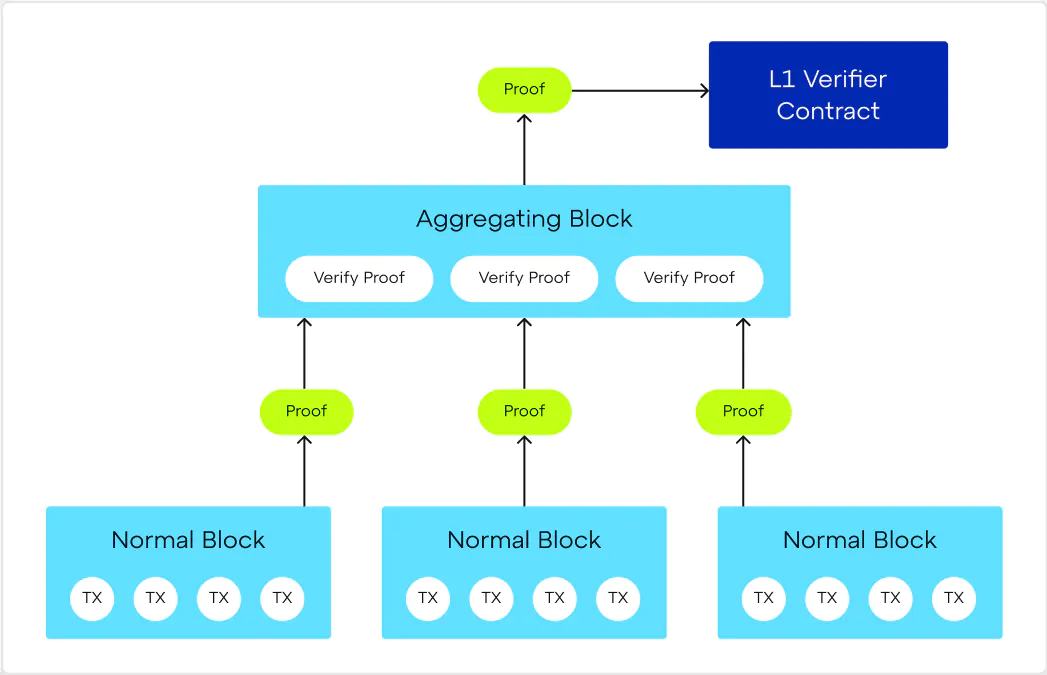 Proof
L1 Verifier
Contract
Aggregating Block
Verify Proof
Verify Proof
Verify Proof
Proof
Proof
Proof
Normal Block
TX
TX
TX
TX
Normal Block
TX
TX
TX
TX
Normal Block
TX
TX
TX
TX